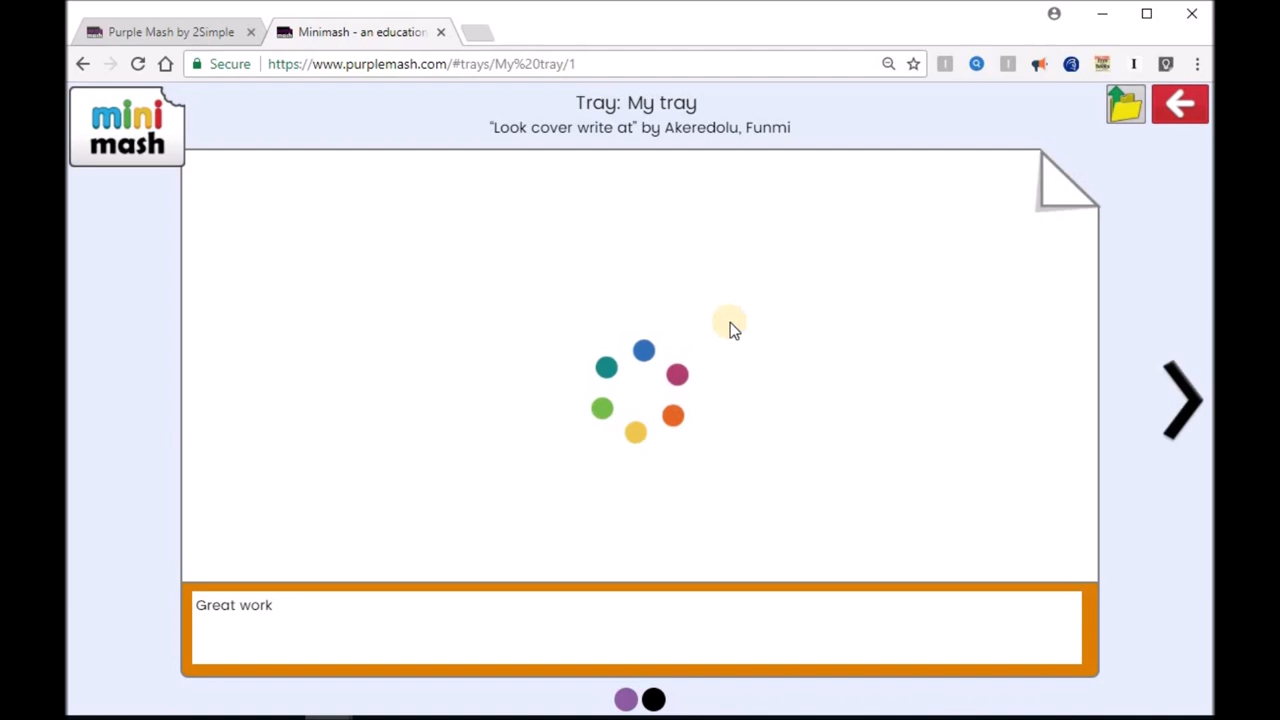 Purple Mash by 2Simple
Minimash - an education
Secure
https://www.purplemash.com/#trays/My%20tray/1
mini
mash
Tray: My tray
“Look cover write at” by Akeredolu, Funmi
Great work